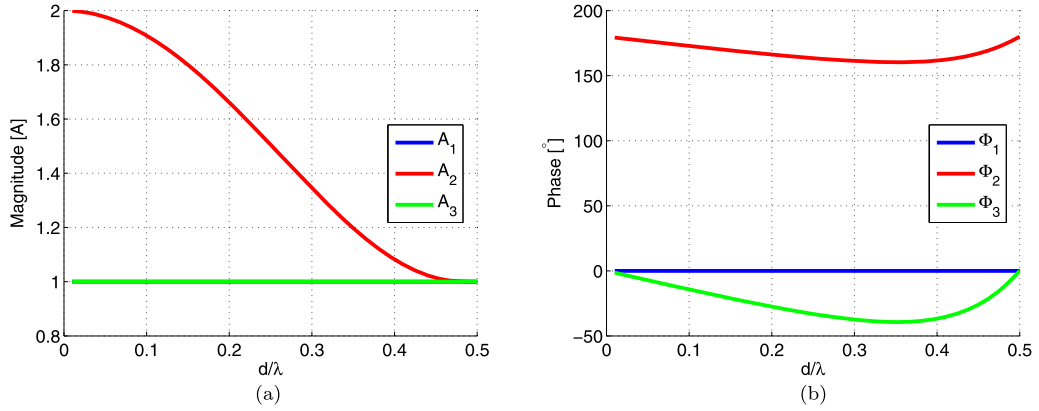 2
1.8
1.6
1.4
1.2
1
0.8
0
0.1
0.2
0.3
0.4
0.5
Magnitude [A]
d/λ
A1
A2
A3
(a)
200
150
100
50
0
−50
0
0.1
0.2
0.3
0.4
0.5
Phase [°]
d/λ
Φ1
Φ2
Φ3
(b)